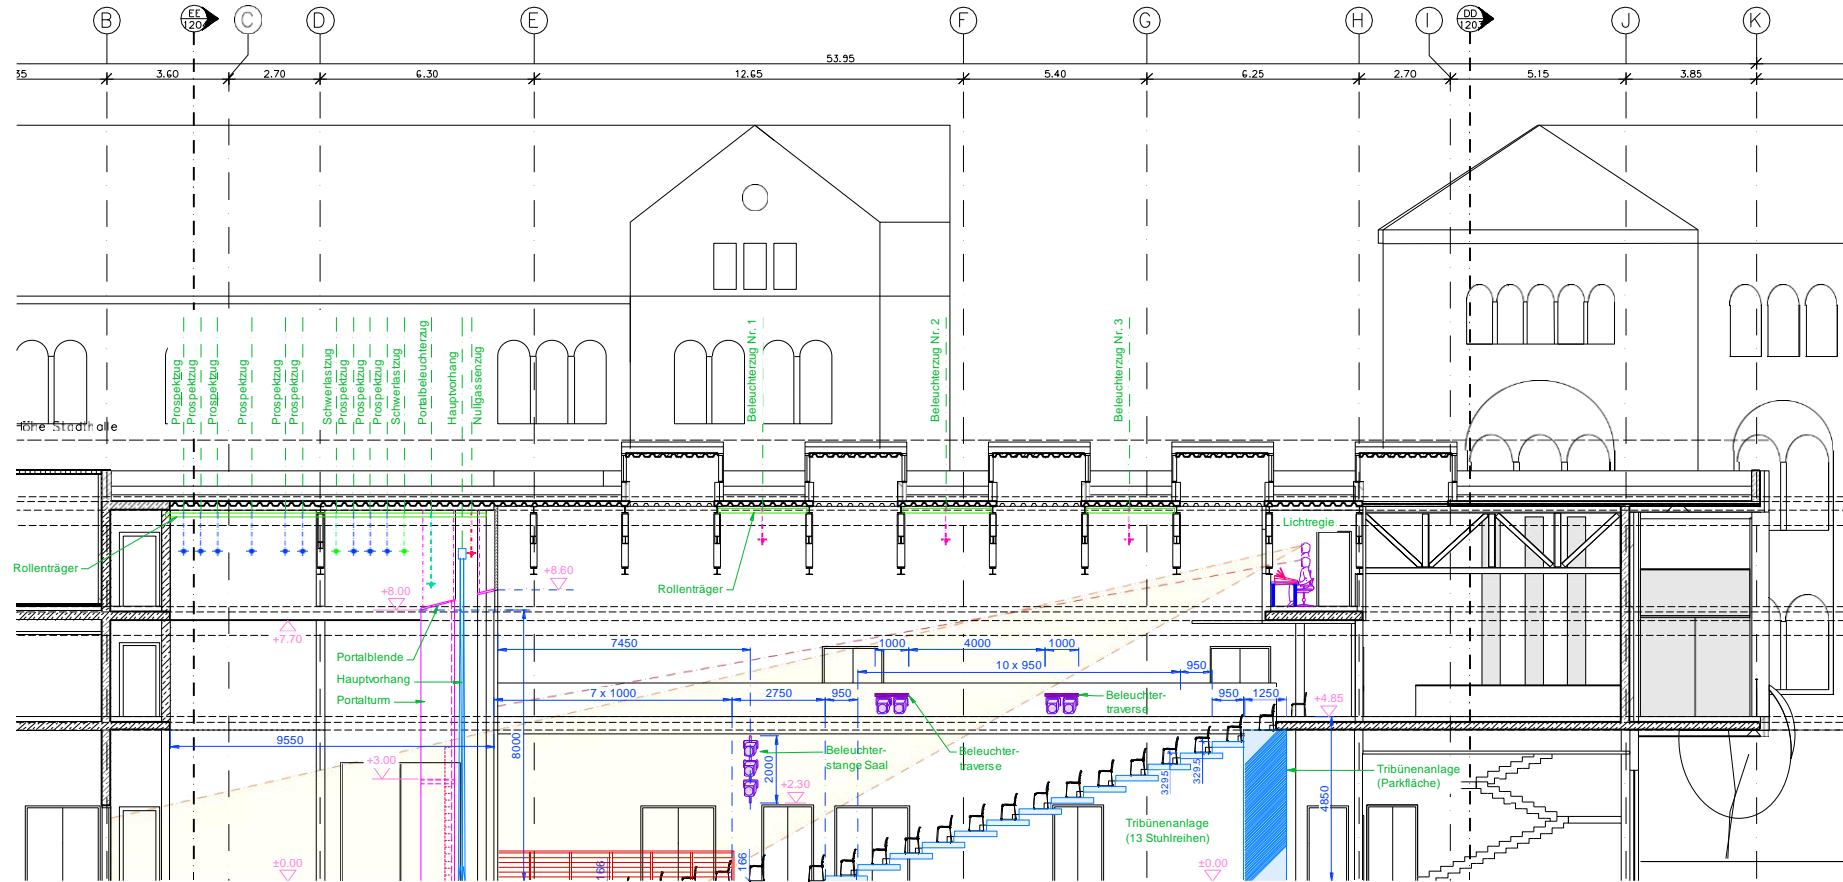 B
EE
C
D
E
F
G
H
I
DD
1203
J
K
53.95
35
3.60
2.70
6.30
12.65
5.40
6.25
2.70
5.15
3.85
Prospektzug
Prospektzug
Prospektzug
Prospektzug
Prospektzug
Prospektzug
Schwerlastzug
Prospektzug
Prospektzug
Prospektzug
Schwerlastzug
Portalbeleuchterzug
Hauptvorhang
Nullgassenzug
Beleuchterzug Nr. 1
Beleuchterzug Nr. 2
Beleuchterzug Nr. 3
öhe Stadthalle
Lichtregie
Rollenträger
Rollenträger
+8.60
+8.00
+7.70
7450
1000
4000
1000
Portalblende
10 x 950
950
Hauptvorhang
7 x 1000
2750
950
Beleuchter-
traverse
950
1250
+4.85
Portalturm
9550
8000
Beleuchter-
stange Saal
Beleuchter-
traverse
2000
+3.00
+2.30
3295
3295
Tribünenanlage
(Parkfläche)
4850
Tribünenanlage
(13 Stuhlreihen)
±0.00
166
166
±0.00